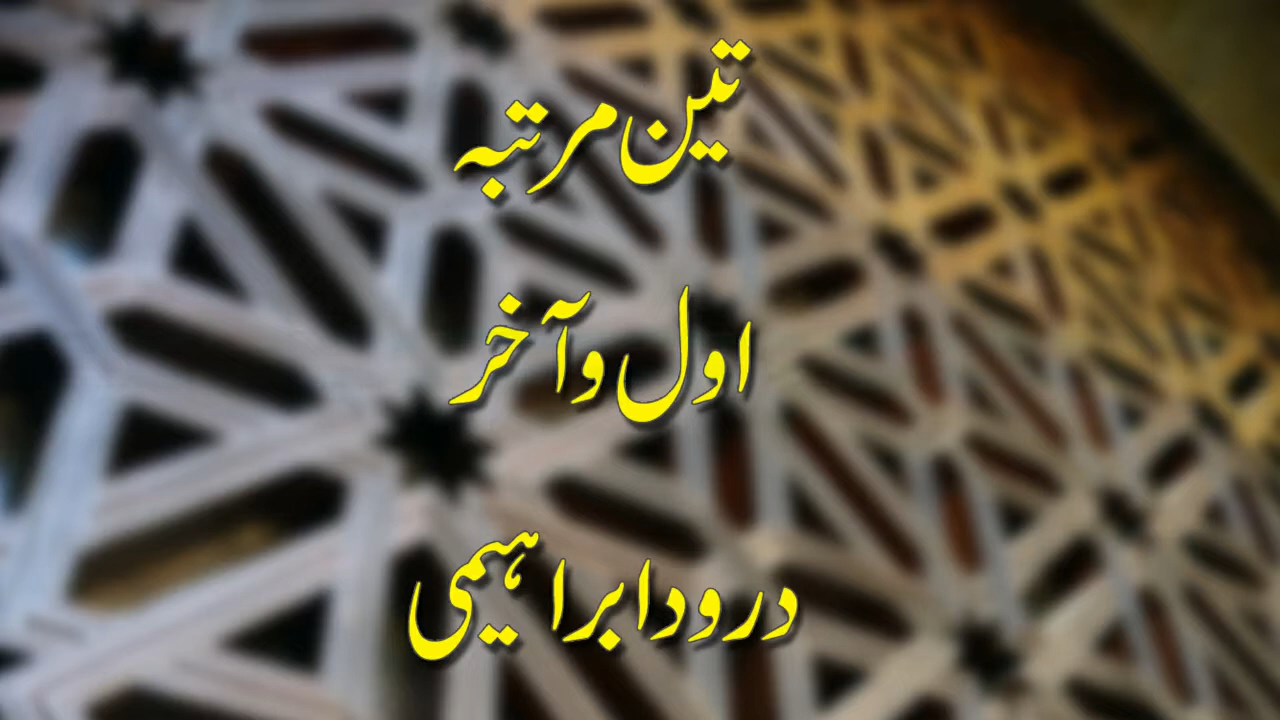 تین مرتبہ
اول و آخر
درود ابراہیمی